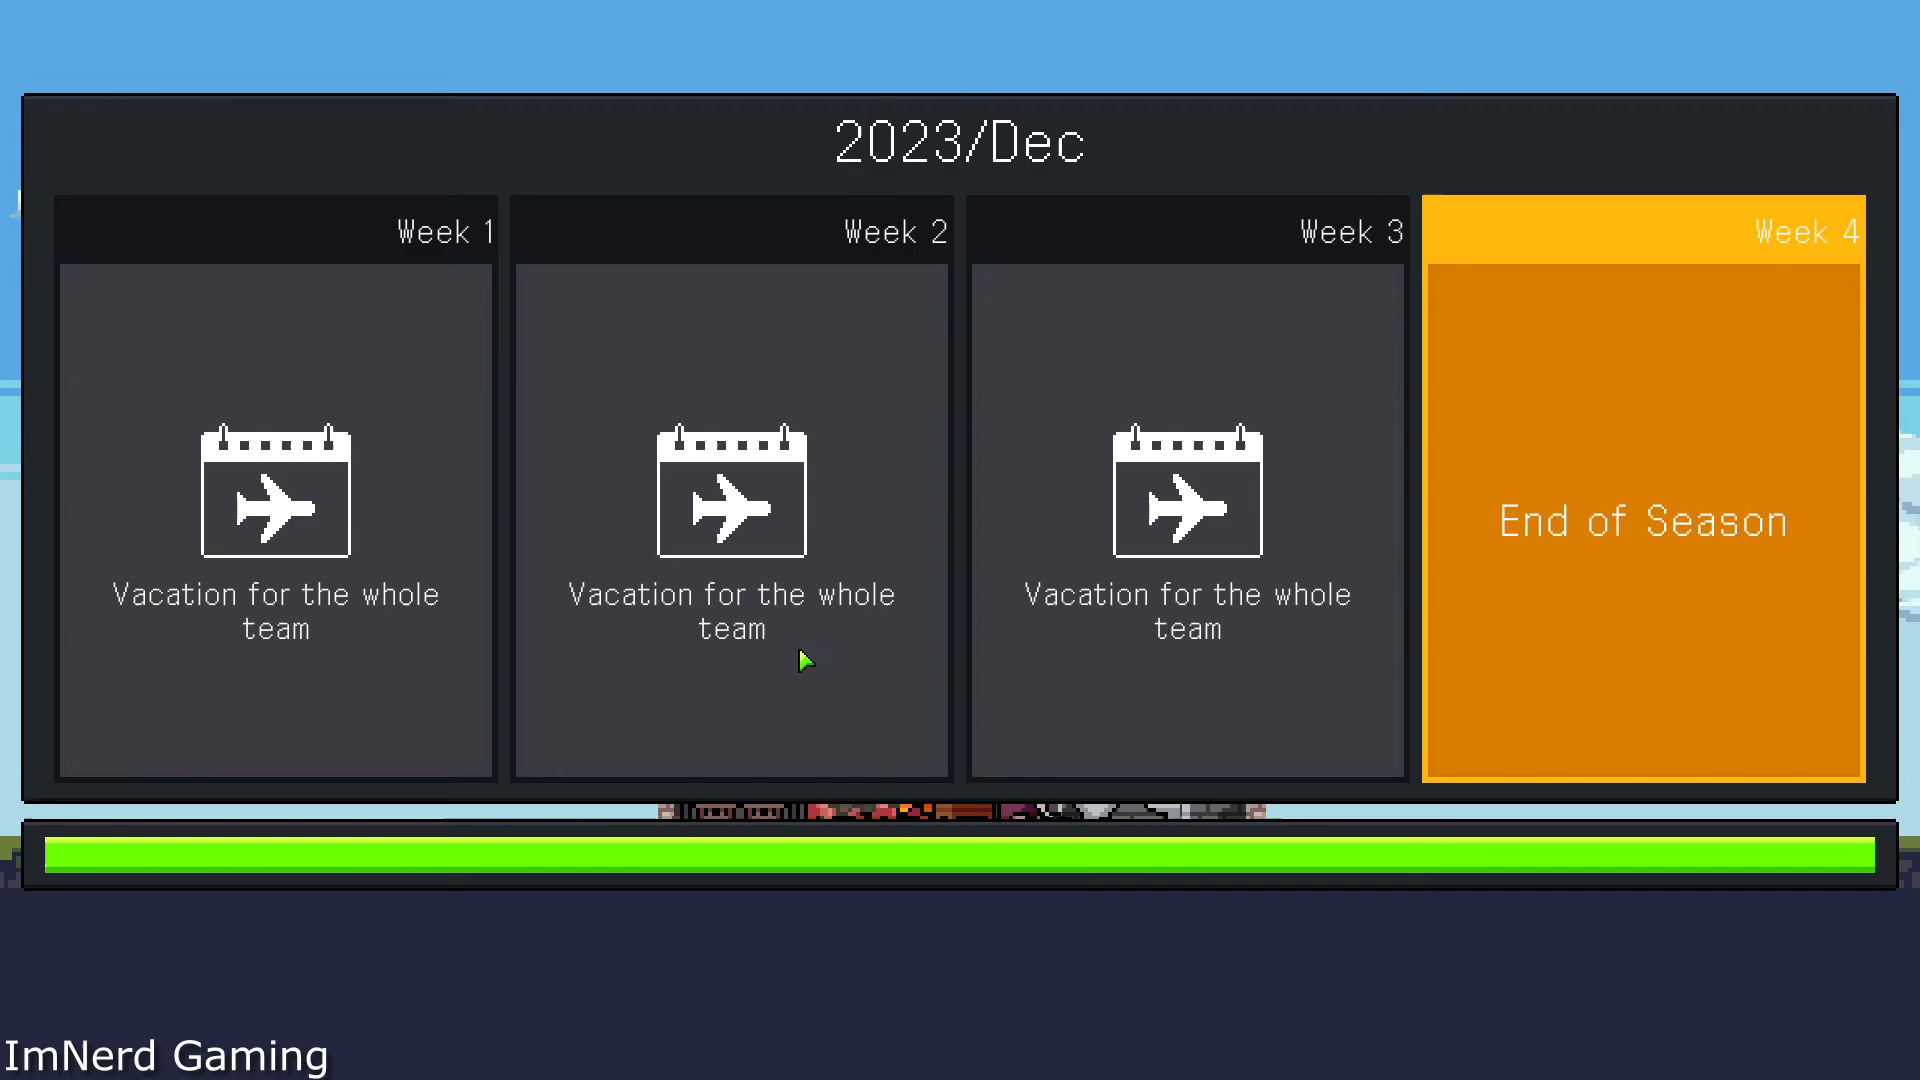 2023/Dec
Week 1
Week 2
Week 3
Week 4
Vacation for the whole
team
Vacation for the whole
team
Vacation for the whole
team
End of Season
ImNerd Gaming